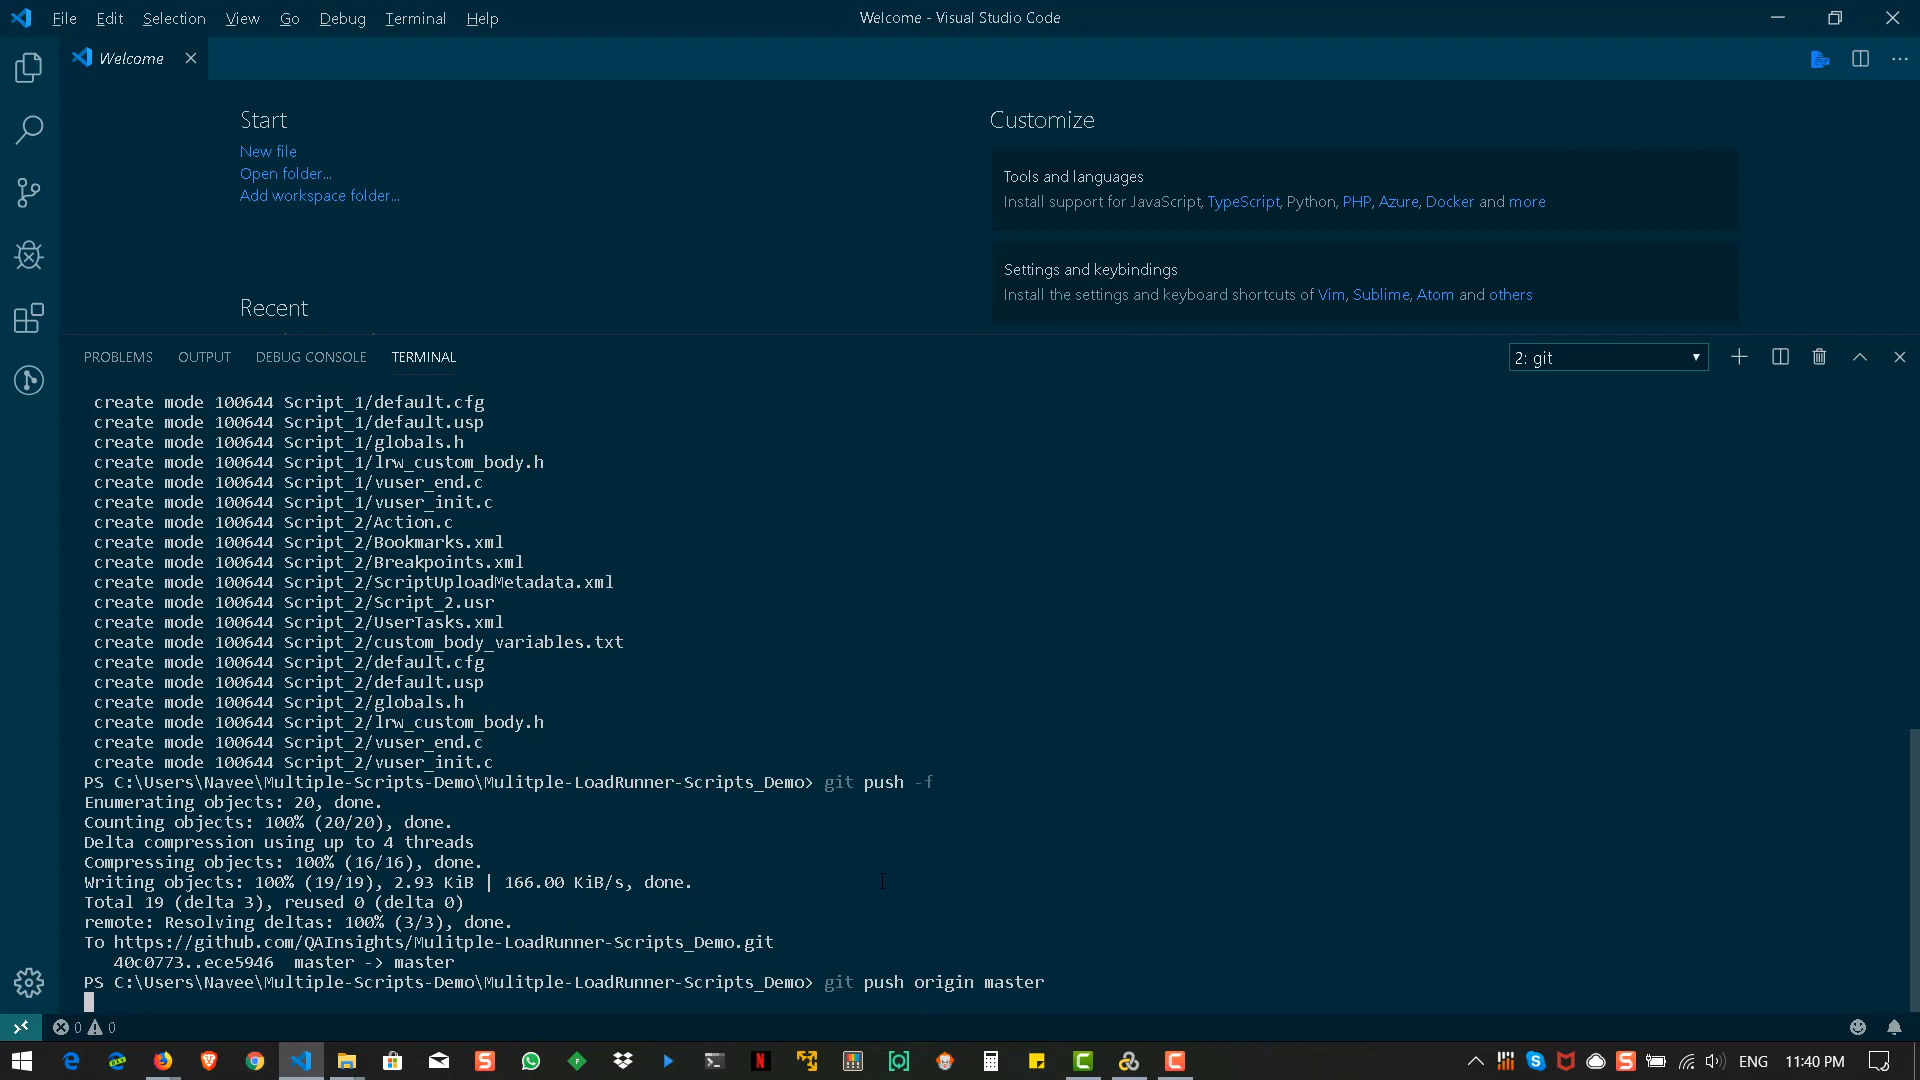 File Edit Selection View Go Debug Terminal Help
Welcome - Visual Studio Code
Welcome
Start
New file
Open folder...
Add workspace folder...
Recent
Customize
Tools and languages
Install support for JavaScript, TypeScript, Python, PHP, Azure, Docker and more
Settings and keybindings
Install the settings and keyboard shortcuts of Vim, Sublime, Atom and others
PROBLEMS OUTPUT DEBUG CONSOLE TERMINAL
2: git
create mode 100644 Script_1/default.cfg
create mode 100644 Script_1/default.usp
create mode 100644 Script_1/globals.h
create mode 100644 Script_1/lrw_custom_body.h
create mode 100644 Script_1/vuser_end.c
create mode 100644 Script_1/vuser_init.c
create mode 100644 Script_2/Action.c
create mode 100644 Script_2/Bookmarks.xml
create mode 100644 Script_2/Breakpoints.xml
create mode 100644 Script_2/ScriptUploadMetadata.xml
create mode 100644 Script_2/Script_2.usr
create mode 100644 Script_2/UserTasks.xml
create mode 100644 Script_2/custom_body_variables.txt
create mode 100644 Script_2/default.cfg
create mode 100644 Script_2/default.usp
create mode 100644 Script_2/globals.h
create mode 100644 Script_2/lrw_custom_body.h
create mode 100644 Script_2/vuser_end.c
create mode 100644 Script_2/vuser_init.c
PS C:\Users\Navee\Multiple-Scripts-Demo\Mulitple-LoadRunner-Scripts_Demo> git push -f
Enumerating objects: 20, done.
Counting objects: 100% (20/20), done.
Delta compression using up to 4 threads
Compressing objects: 100% (16/16), done.
Writing objects: 100% (19/19), 2.93 KiB | 166.00 KiB/s, done.
Total 19 (delta 3), reused 0 (delta 0)
remote: Resolving deltas: 100% (3/3), done.
To https://github.com/QAInsights/Mulitple-LoadRunner-Scripts_Demo.git
40c0773..ece5946 master -> master
PS C:\Users\Navee\Multiple-Scripts-Demo\Mulitple-LoadRunner-Scripts_Demo> git push origin master
0 0
ENG 11:40 PM